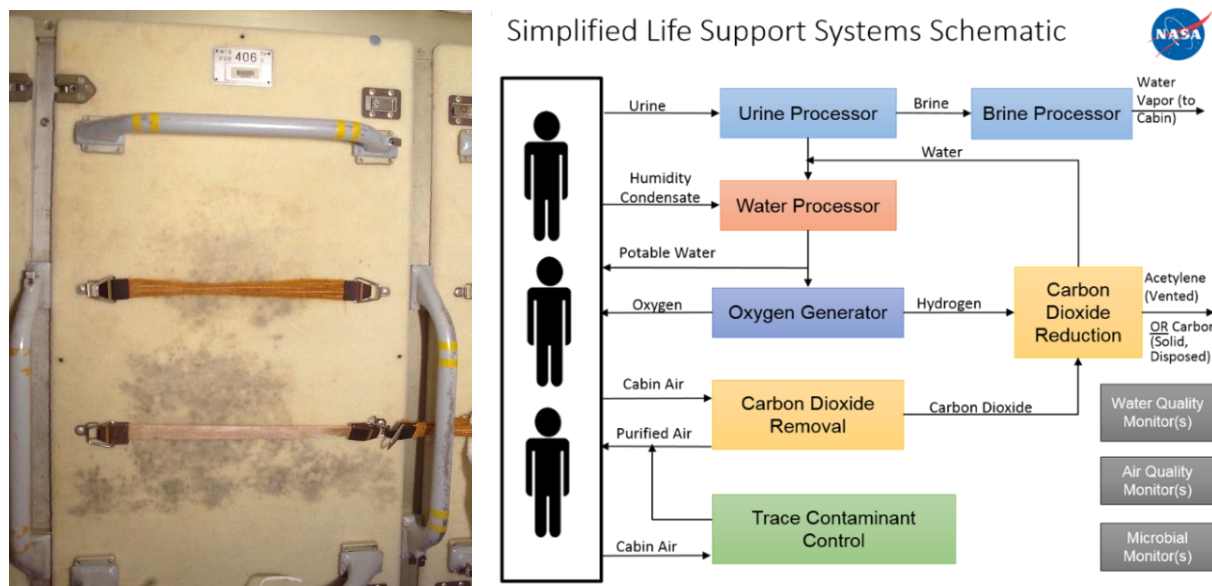 406
Simplified Life Support Systems Schematic
NASA
Urine
Urine Processor
Brine
Brine Processor
Water
Vapor (to
Cabin)
Water
Humidity
Condensate
Water Processor
Potable Water
Oxygen
Oxygen Generator
Hydrogen
Carbon
Dioxide
Reduction
Acetylene
(Vented)
OR Carbon
(Solid,
Disposed)
Cabin Air
Carbon Dioxide
Removal
Carbon Dioxide
Purified Air
Trace Contaminant
Control
Cabin Air
Water Quality
Monitor(s)
Air Quality
Monitor(s)
Microbial
Monitor(s)